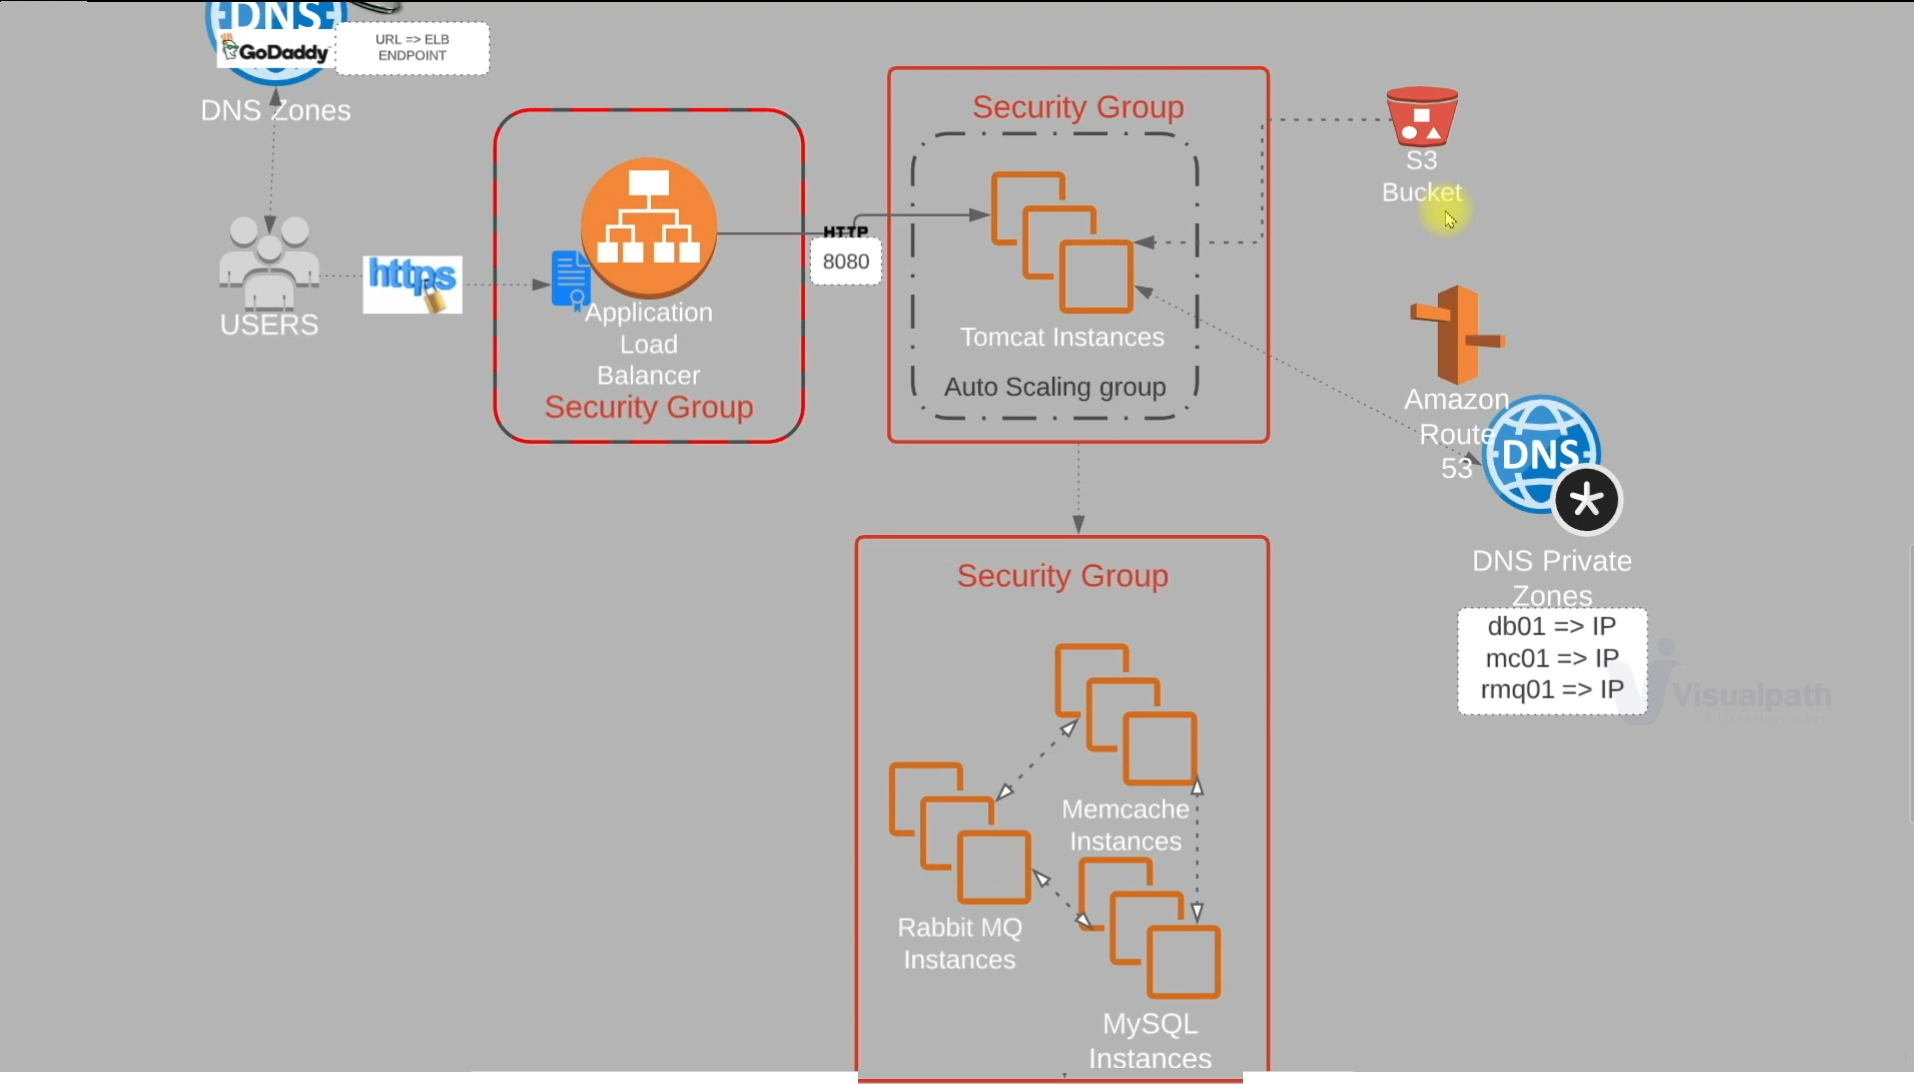 DNS
GoDaddy
URL => ELB
ENDPOINT
DNS Zones
USERS
https
Application
Load
Balancer
Security Group
HTTP
8080
Security Group
Tomcat Instances
Auto Scaling group
S3
Bucket
Amazon
Route
53
DNS
DNS Private
Zones
db01 => IP
mc01 => IP
rmq01 => IP
Visualpath
Security Group
Memcache
Instances
Rabbit MQ
Instances
MySQL
Instances